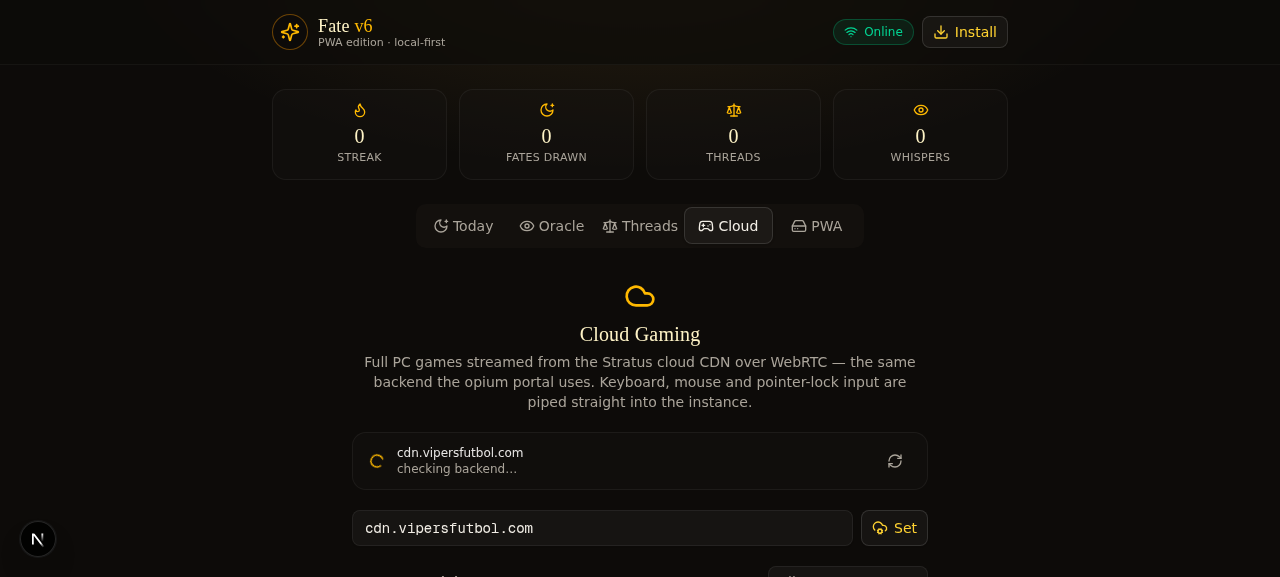 Fate v6
PWA edition · local-first
Online
Install
0
STREAK
0
FATES DRAWN
0
THREADS
0
WHISPERS
Today
Oracle
Threads
Cloud
PWA
Cloud Gaming
Full PC games streamed from the Stratus cloud CDN over WebRTC — the same
backend the opium portal uses. Keyboard, mouse and pointer-lock input are
piped straight into the instance.
cdn.vipersfutbol.com
checking backend…
cdn.vipersfutbol.com
Set
N